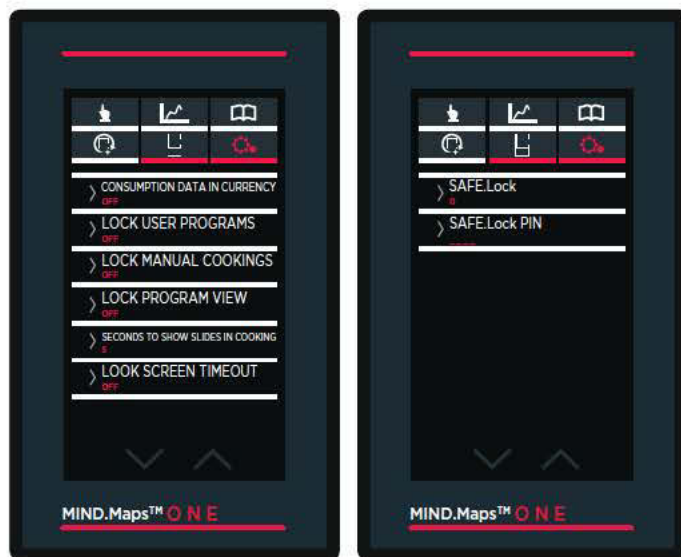 CONSUMPTION DATA IN CURRENCY
OFF
LOCK USER PROGRAMS
OFF
LOCK MANUAL COOKINGS
OFF
LOCK PROGRAM VIEW
OFF
SECONDS TO SHOW SLIDES IN COOKING
5
LOOK SCREEN TIMEOUT
OFF
MIND.Maps™ ONE
SAFE.Lock
0
SAFE.Lock PIN
----
MIND.Maps™ ONE